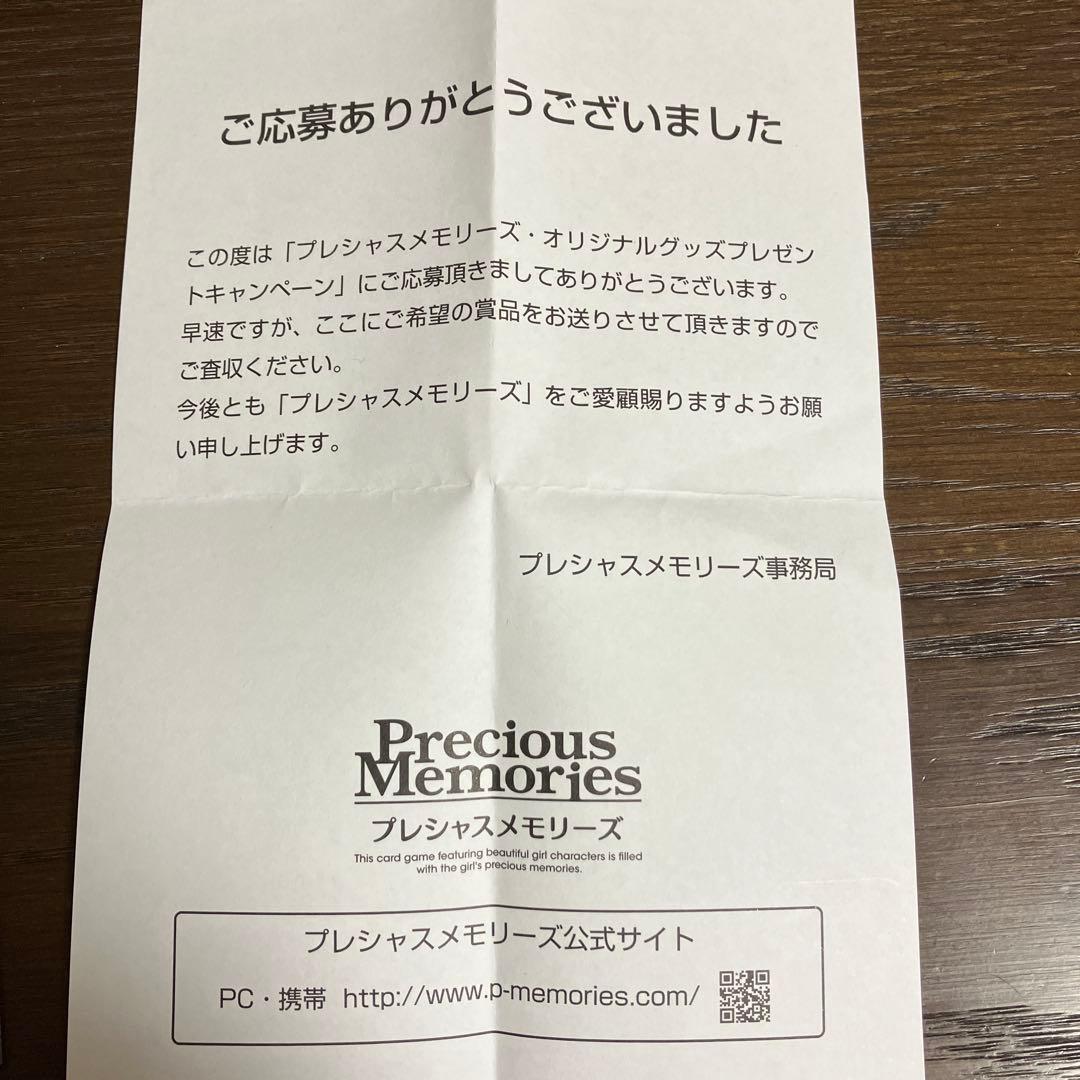 ご応募ありがとうございました
この度は「プレシャスメモリーズ・オリジナルグッズプレゼン
トキャンペーン」にご応募頂きましてありがとうございます。
早速ですが、ここにご希望の賞品をお送りさせて頂きますので
ご査収ください。
今後とも「プレシャスメモリーズ」をご愛顧賜りますようお願
い申し上げます。
プレシャスメモリーズ事務局
Precious
Memories
プレシャスメモリーズ
This card game featuring beautiful girl characters is filled
with the girl's precious memories.
プレシャスメモリーズ公式サイト
PC・携帯 http://www.p-memories.com/